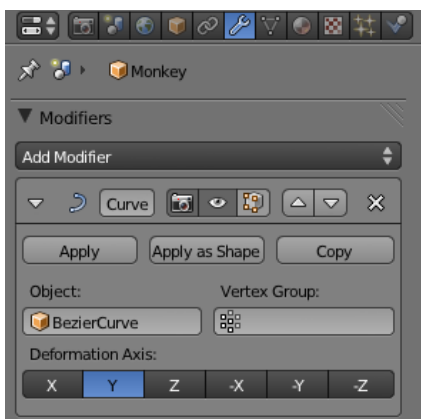 Monkey
Modifiers
Add Modifier
Curve
Apply Apply as Shape Copy
Object: Vertex Group:
BezierCurve
Deformation Axis:
X Y Z -X -Y -Z